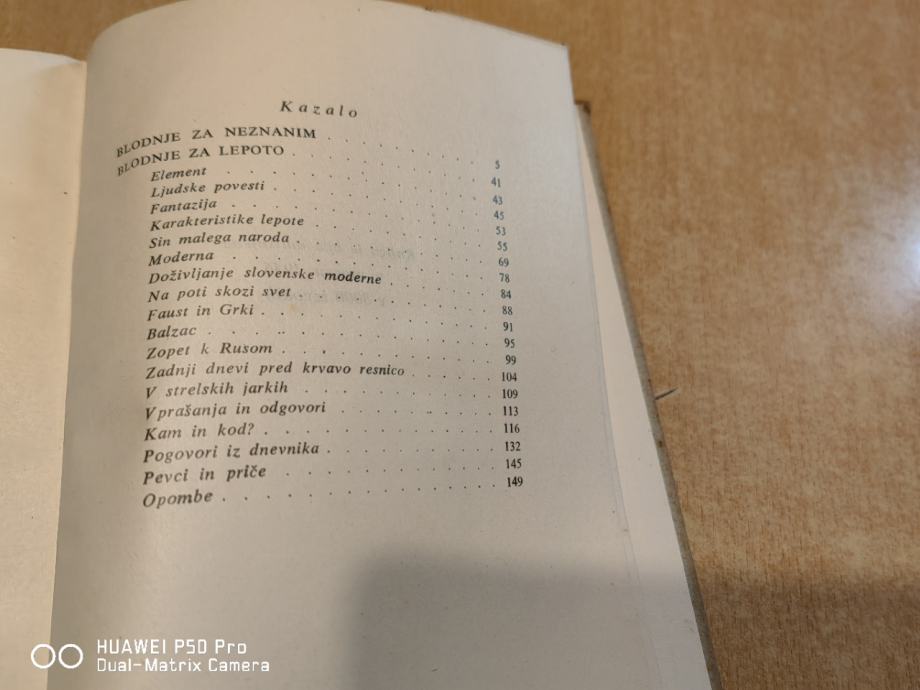 Kazalo
BLODNJE ZA NEZNANIM . . . . . . . 5
BLODNJE ZA LEPOTO . . . . . . . . 41
Element . . . . . . . . . . 43
Ljudske povesti . . . . . . . . 45
Fantazija . . . . . . . . . . 53
Karakteristike lepote . . . . . . . 55
Sin malega naroda . . . . . . . . 69
Moderna . . . . . . . . . . 78
Doživljanje slovenske moderne . . . . . 84
Na poti skozi svet . . . . . . . . 88
Faust in Grki . . . . . . . . . 91
Balzac . . . . . . . . . . . 95
Zopet k Rusom . . . . . . . . . 99
Zadnji dnevi pred krvavo resnico . . . . . 104
V strelskih jarkih . . . . . . . . 109
Vprašanja in odgovori . . . . . . . 113
Kam in kod? . . . . . . . . . . 116
Pogovori iz dnevnika . . . . . . . . 132
Pevci in priče . . . . . . . . . 145
Opombe . . . . . . . . . . . 149
HUAWEI P50 Pro
Dual-Matrix Camera